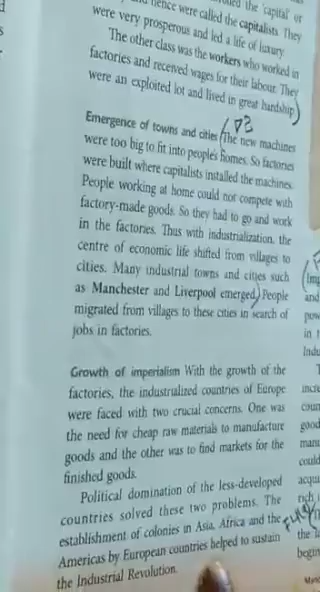 the 'capital' or
hence were called the capitalists. They
were very prosperous and led a life of luxury.
The other class was the workers who worked in
factories and received wages for their labour. They
were an exploited lot and lived in great hardship.
Emergence of towns and cities The new machines
were too big to fit into people's homes. So factories
were built where capitalists installed the machines.
People working at home could not compete with
factory-made goods. So they had to go and work
in the factories. Thus with industrialization, the
centre of economic life shifted from villages to
cities. Many industrial towns and cities such
as Manchester and Liverpool emerged. People
migrated from villages to these cities in search of
jobs in factories.
Growth of imperialism With the growth of the
factories, the industrialized countries of Europe
were faced with two crucial concerns. One was
the need for cheap raw materials to manufacture
goods and the other was to find markets for the
finished goods.
Political domination of the less-developed
countries solved these two problems. The
establishment of colonies in Asia, Africa and the
Americas by European countries helped to sustain
the Industrial Revolution.
and
in
could
the